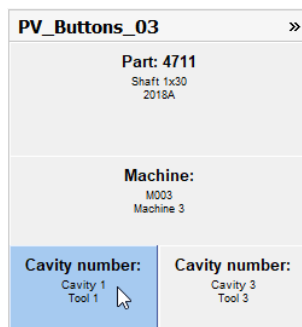 PV_Buttons_03 »
Part: 4711
Shaft 1x30
2018A
Machine:
M003
Machine 3
Cavity number:
Cavity 1
Tool 1
Cavity number:
Cavity 3
Tool 3